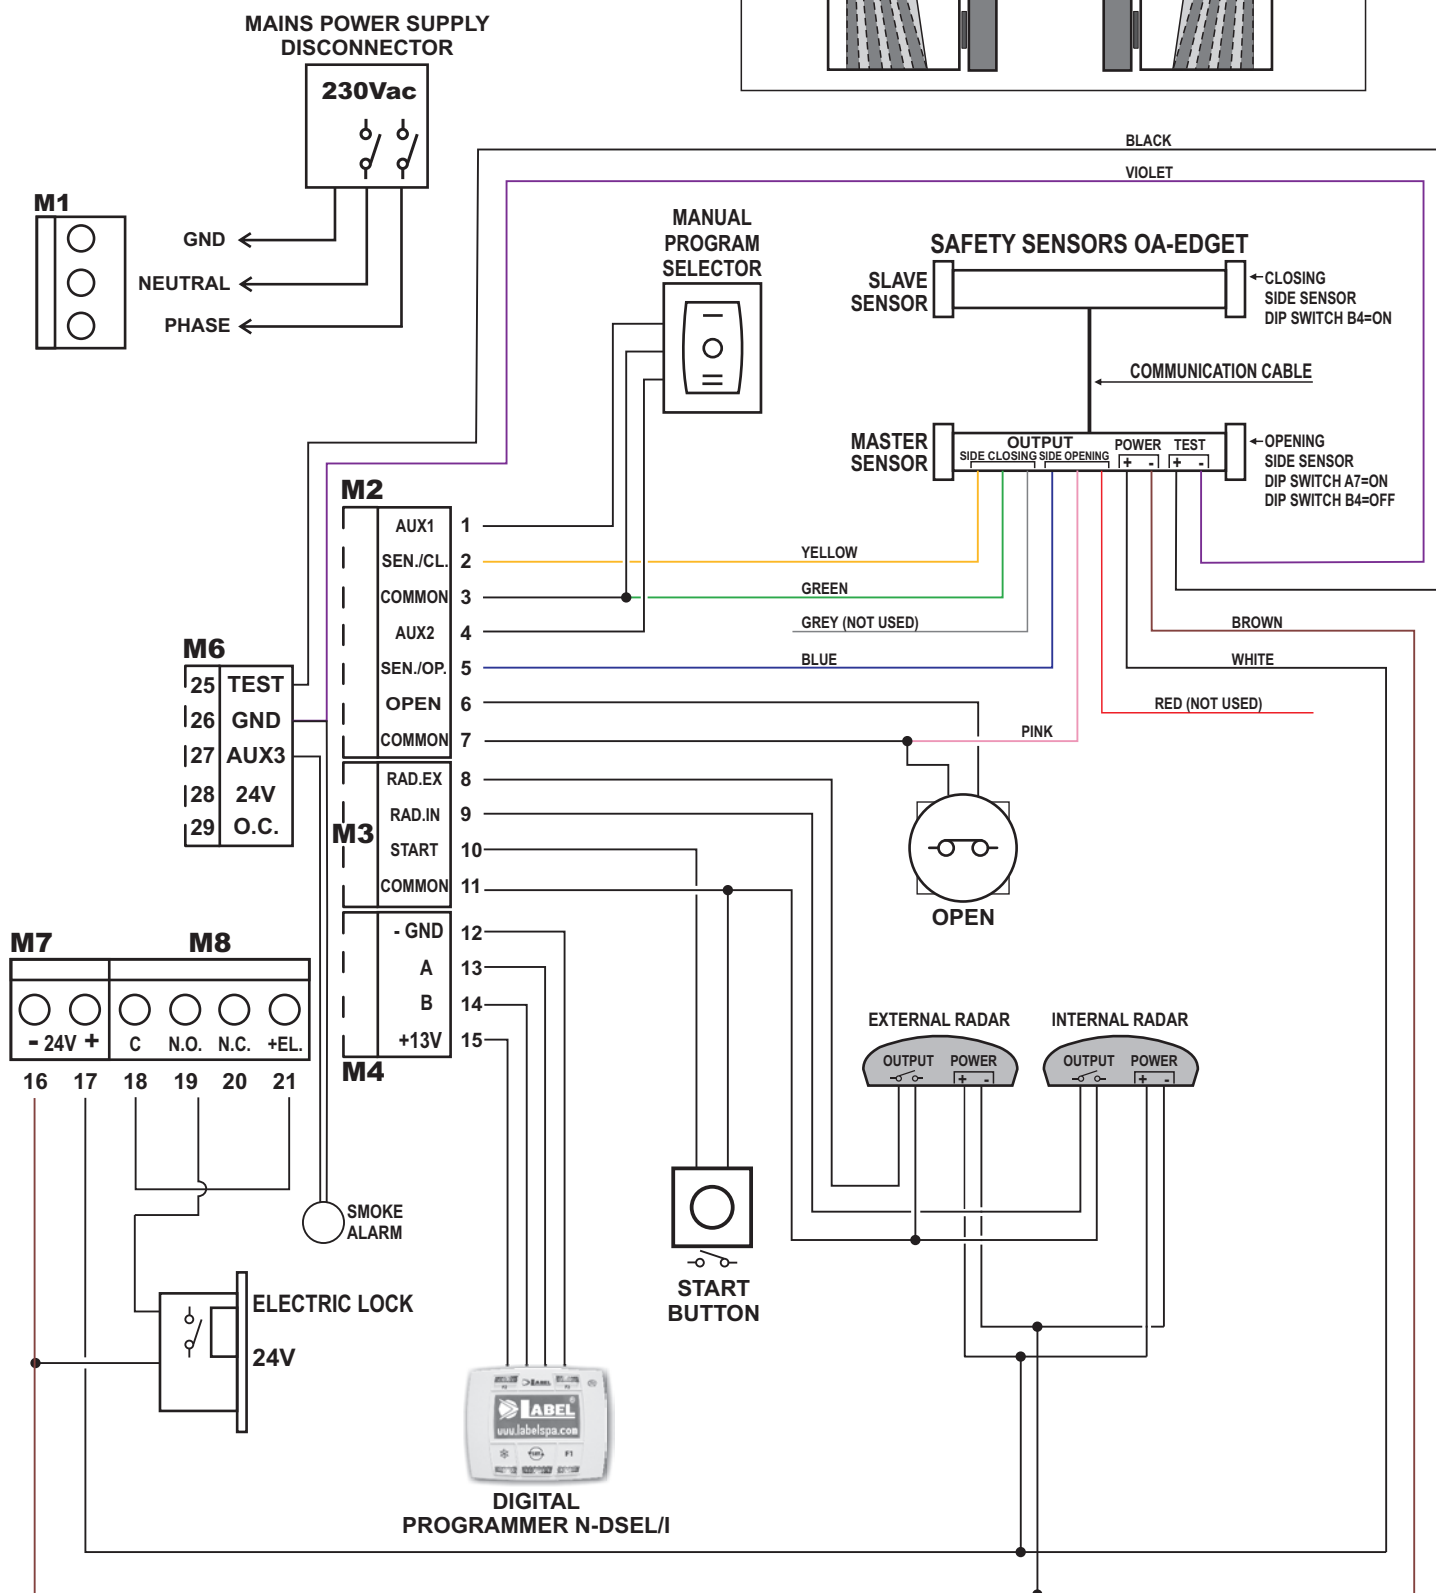 MAINS POWER SUPPLY
DISCONNECTOR
230Vac
M1
GND
NEUTRAL
PHASE
BLACK
VIOLET
MANUAL
PROGRAM
SELECTOR
SAFETY SENSORS OA-EDGET
SLAVE
SENSOR
CLOSING
SIDE SENSOR
DIP SWITCH B4=ON
COMMUNICATION CABLE
MASTER
SENSOR
OUTPUT
SIDE CLOSING SIDE OPENING
POWER
+ -
TEST
+ -
OPENING
SIDE SENSOR
DIP SWITCH A7=ON
DIP SWITCH B4=OFF
M2
AUX1 1
SEN./CL. 2
COMMON 3
AUX2 4
SEN./OP. 5
OPEN 6
COMMON 7
YELLOW
GREEN
GREY (NOT USED)
BLUE
BROWN
WHITE
RED (NOT USED)
PINK
M6
25 TEST
26 GND
27 AUX3
28 24V
29 O.C.
M3
RAD.EX 8
RAD.IN 9
START 10
COMMON 11
OPEN
- GND 12
A 13
B 14
+13V 15
M4
M7
M8
- 24V + C N.O. N.C. +EL.
16 17 18 19 20 21
EXTERNAL RADAR
OUTPUT POWER
+ -
INTERNAL RADAR
OUTPUT POWER
+ -
SMOKE
ALARM
START
BUTTON
ELECTRIC LOCK
24V
LABEL
LABEL
www.labelspa.com
F1
DIGITAL
PROGRAMMER N-DSEL/I